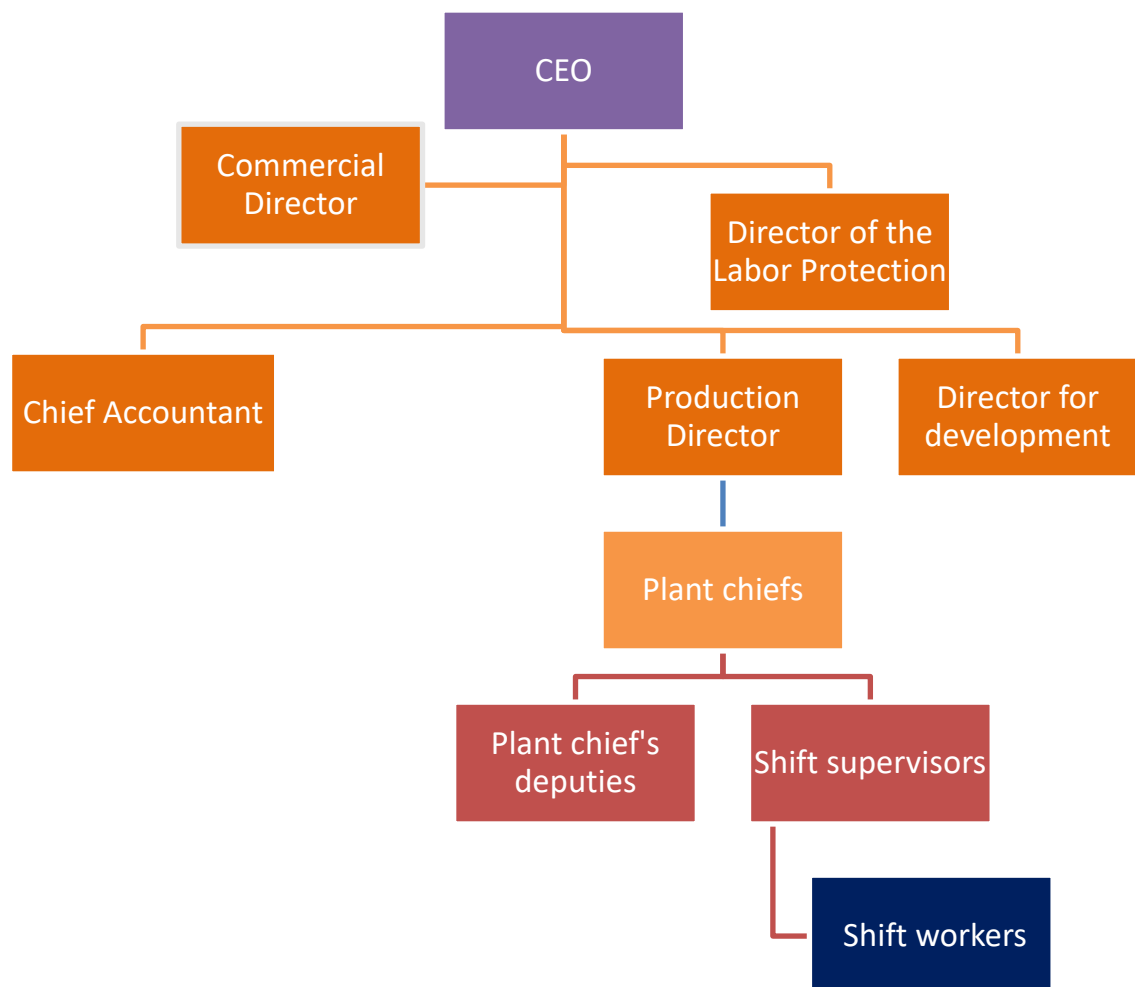 CEO
Commercial
Director
Director of the
Labor Protection
Chief Accountant
Production
Director
Director for
development
Plant chiefs
Plant chief's
deputies
Shift supervisors
Shift workers